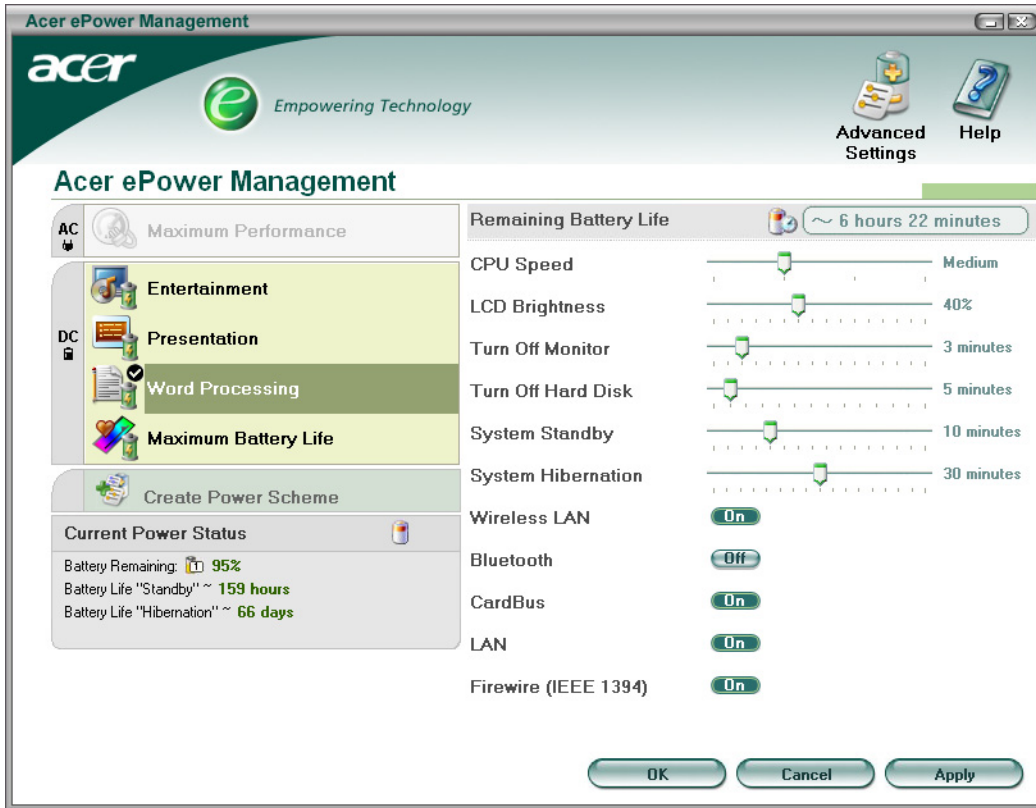 Acer ePower Management
acer
e
Empowering Technology
Advanced
Settings
Help
Acer ePower Management
AC
Maximum Performance
DC
Entertainment
Presentation
Word Processing
Maximum Battery Life
Create Power Scheme
Current Power Status
Battery Remaining: 1 95%
Battery Life "Standby" ~ 159 hours
Battery Life "Hibernation" ~ 66 days
Remaining Battery Life ~ 6 hours 22 minutes
CPU Speed Medium
LCD Brightness 40%
Turn Off Monitor 3 minutes
Turn Off Hard Disk 5 minutes
System Standby 10 minutes
System Hibernation 30 minutes
Wireless LAN On
Bluetooth Off
CardBus On
LAN On
Firewire (IEEE 1394) On
OK Cancel Apply